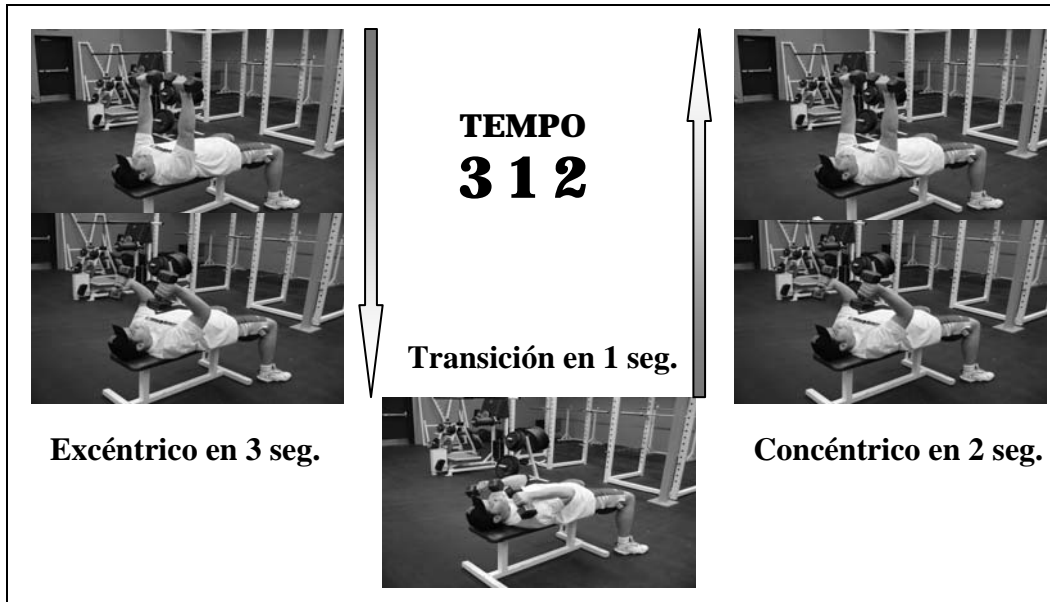 TEMPO
3 1 2
Transición en 1 seg.
Excéntrico en 3 seg.
Concéntrico en 2 seg.